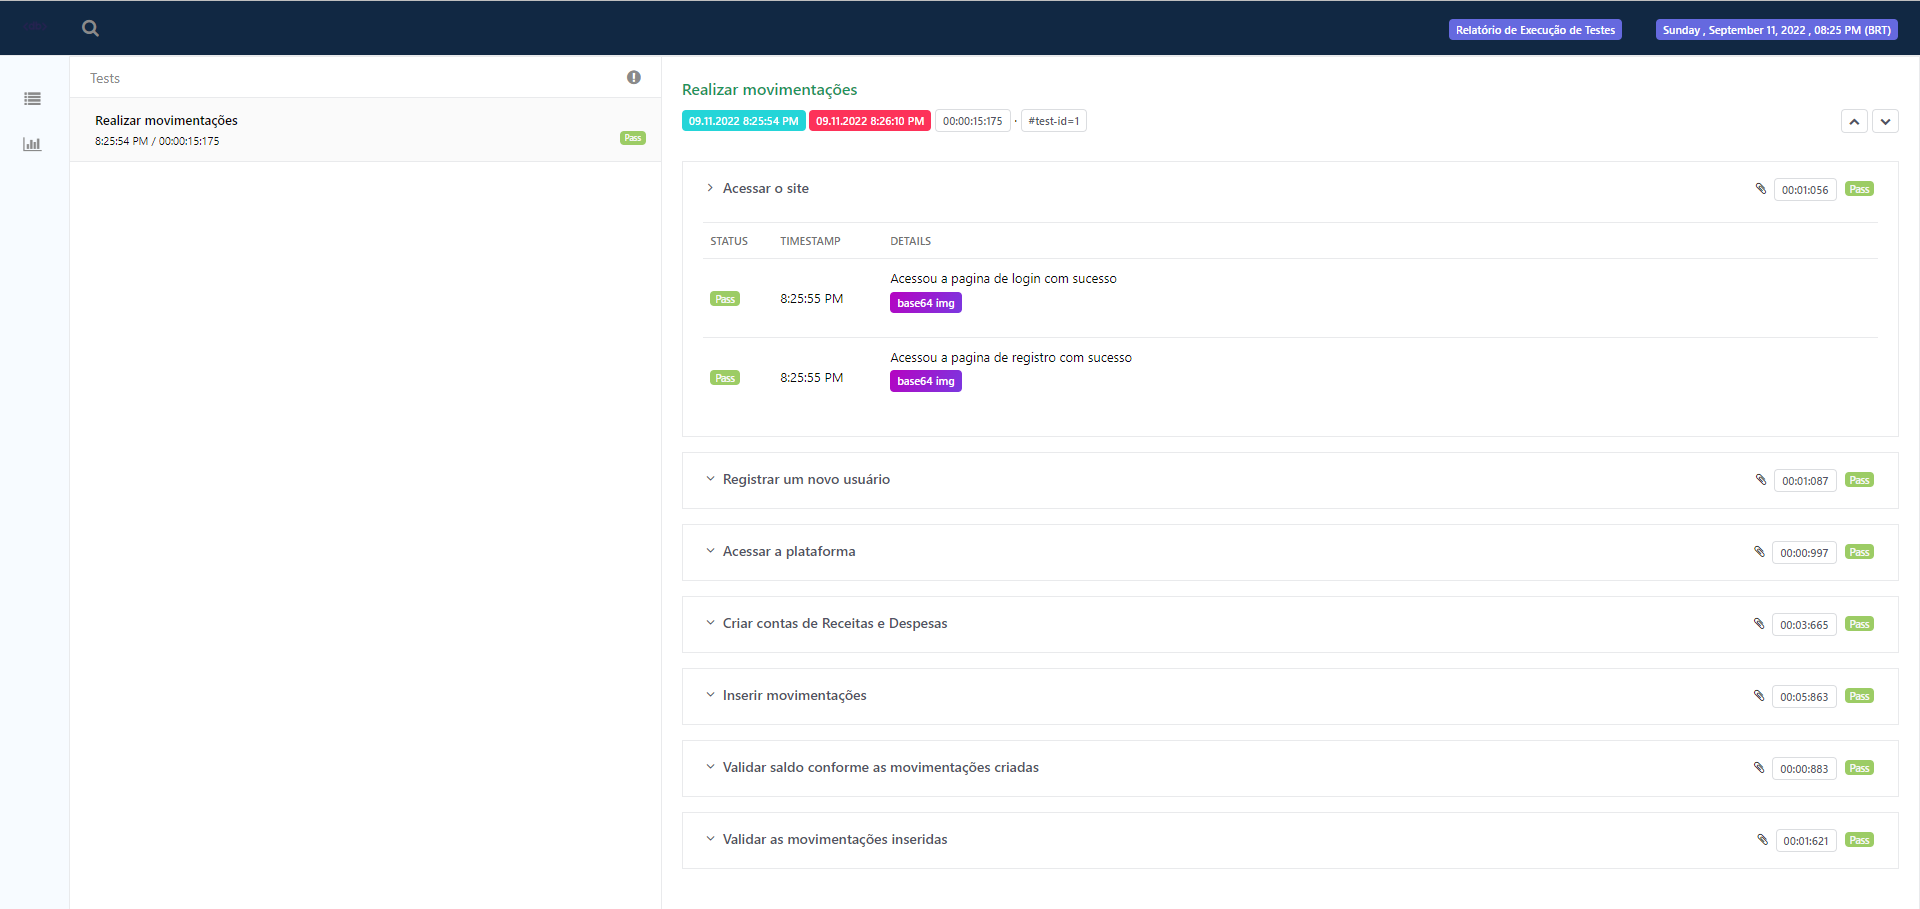 Relatório de Execução de Testes
Sunday , September 11, 2022 , 08:25 PM (BRT)
Tests
Realizar movimentações
8:25:54 PM / 00:00:15:175
Pass
Realizar movimentações
09.11.2022 8:25:54 PM 09.11.2022 8:26:10 PM 00:00:15:175 · #test-id=1
Acessar o site
00:01:056 Pass
STATUS TIMESTAMP DETAILS
Acessou a pagina de login com sucesso
Pass 8:25:55 PM
base64 img
Acessou a pagina de registro com sucesso
Pass 8:25:55 PM
base64 img
Registrar um novo usuário 00:01:087 Pass
Acessar a plataforma 00:00:997 Pass
Criar contas de Receitas e Despesas 00:03:665 Pass
Inserir movimentações 00:05:863 Pass
Validar saldo conforme as movimentações criadas 00:00:883 Pass
Validar as movimentações inseridas 00:01:621 Pass